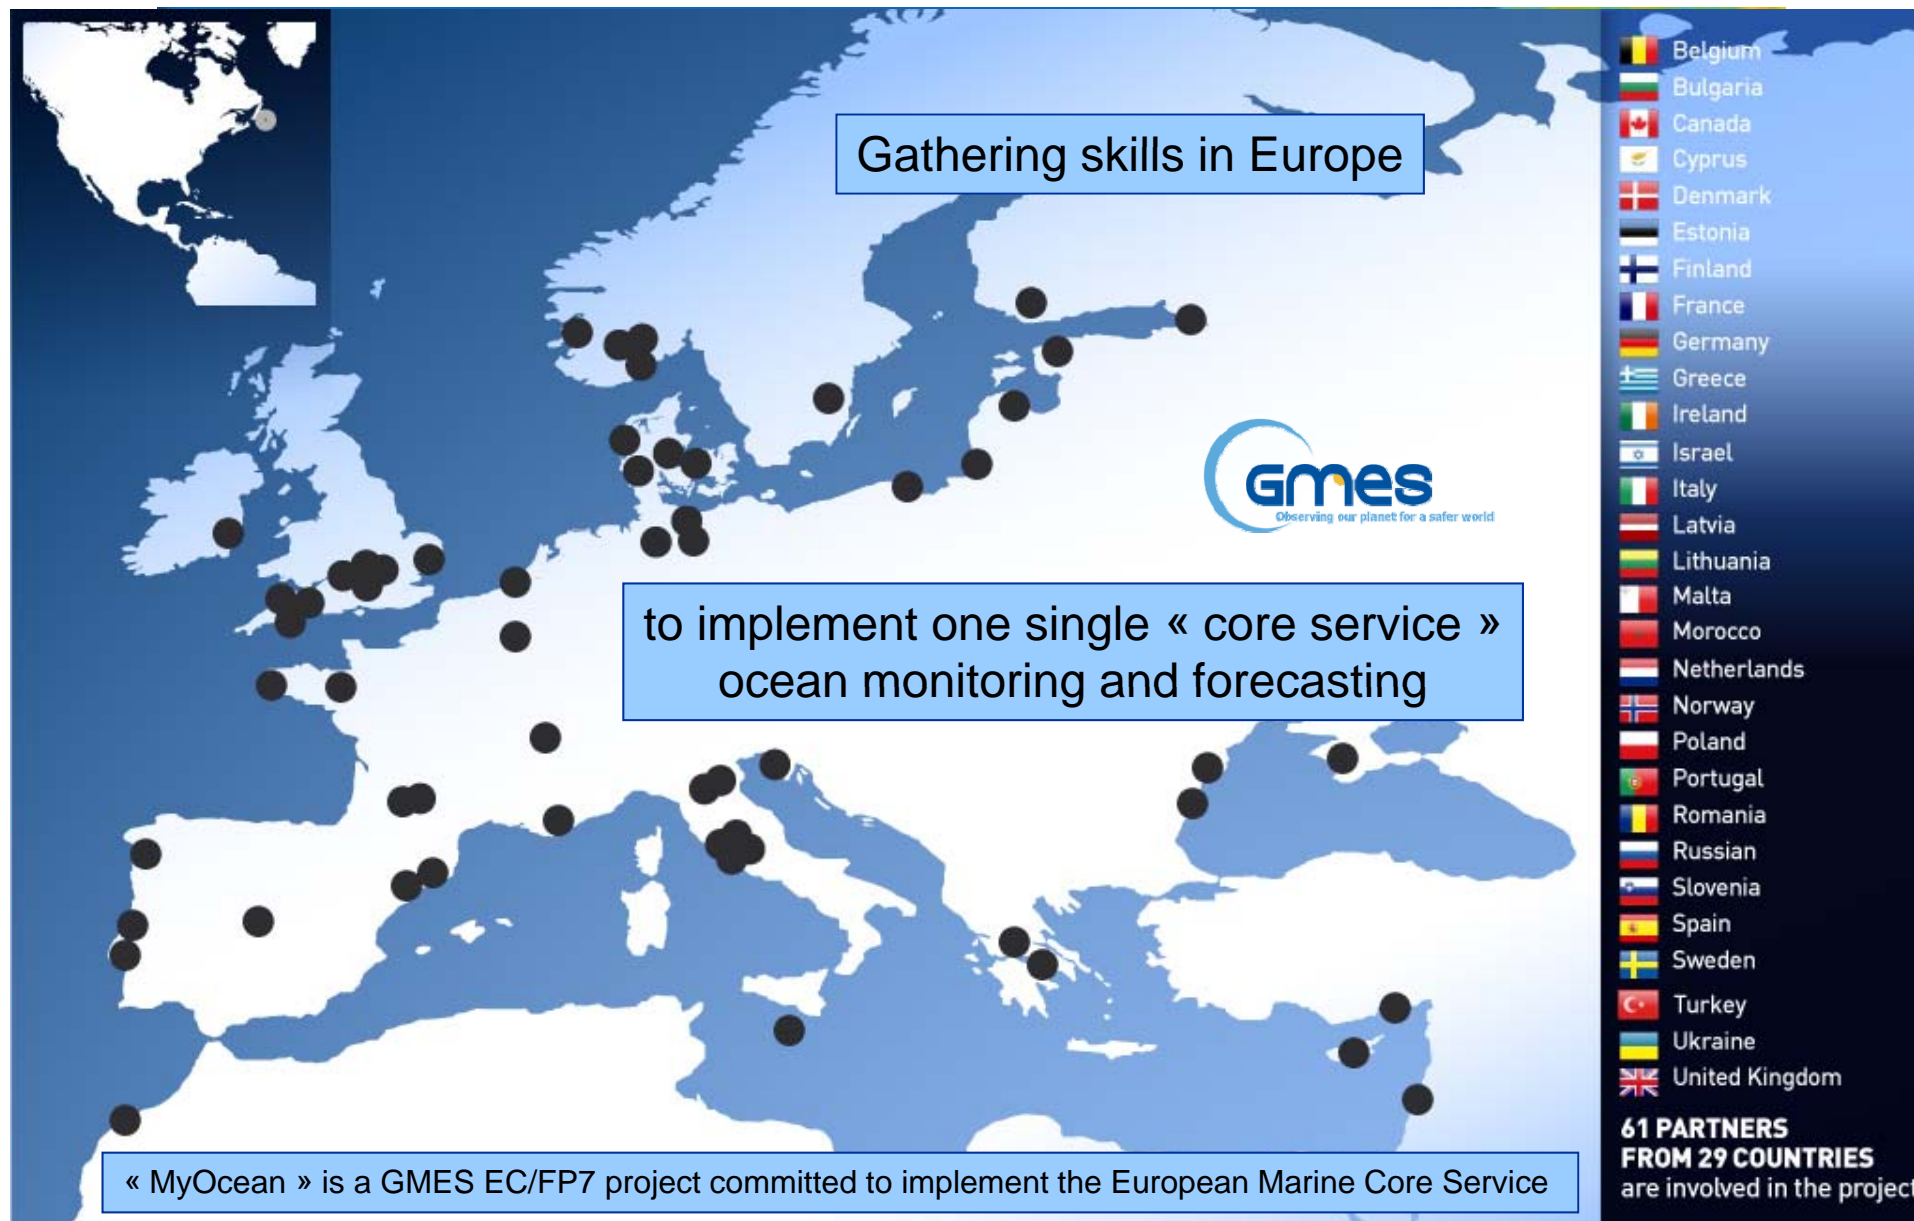 Gathering skills in Europe
GMES
Observing our planet for a safer world
to implement one single « core service »
ocean monitoring and forecasting
« MyOcean » is a GMES EC/FP7 project committed to implement the European Marine Core Service
Belgium
Bulgaria
Canada
Cyprus
Denmark
Estonia
Finland
France
Germany
Greece
Ireland
Israel
Italy
Latvia
Lithuania
Malta
Morocco
Netherlands
Norway
Poland
Portugal
Romania
Russian
Slovenia
Spain
Sweden
Turkey
Ukraine
United Kingdom
61 PARTNERS
FROM 29 COUNTRIES
are involved in the project